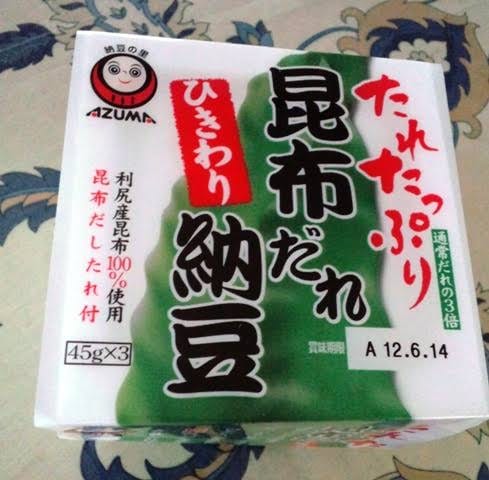 納豆の里
AZUMA
たれたっぷり
通常だれの3倍
昆布だれ
ひきわり
納豆
利尻産昆布100%使用
昆布だしたれ付
45g×3
賞味期限
A 12.6.14